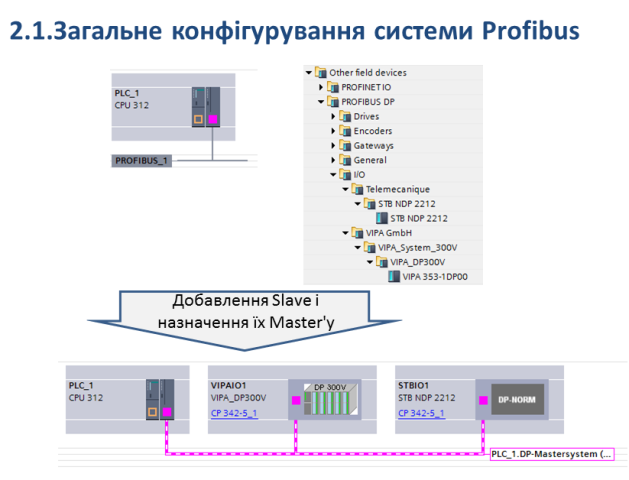 2.1.Загальне конфігурування системи Profibus
PLC_1
CPU 312
PROFIBUS_1
Other field devices
PROFINET IO
PROFIBUS DP
Drives
Encoders
Gateways
General
I/O
Telemecanique
STB NDP 2212
STB NDP 2212
VIPA GmbH
VIPA_System_300V
VIPA_DP300V
VIPA 353-1DP00
Добавлення Slave і
назначення їх Master'у
PLC_1
CPU 312
VIPAIO1
VIPA_DP300V
CP 342-5_1
DP 300V
STBIO1
STB NDP 2212
CP 342-5_1
DP-NORM
PLC_1.DP-Mastersystem (...